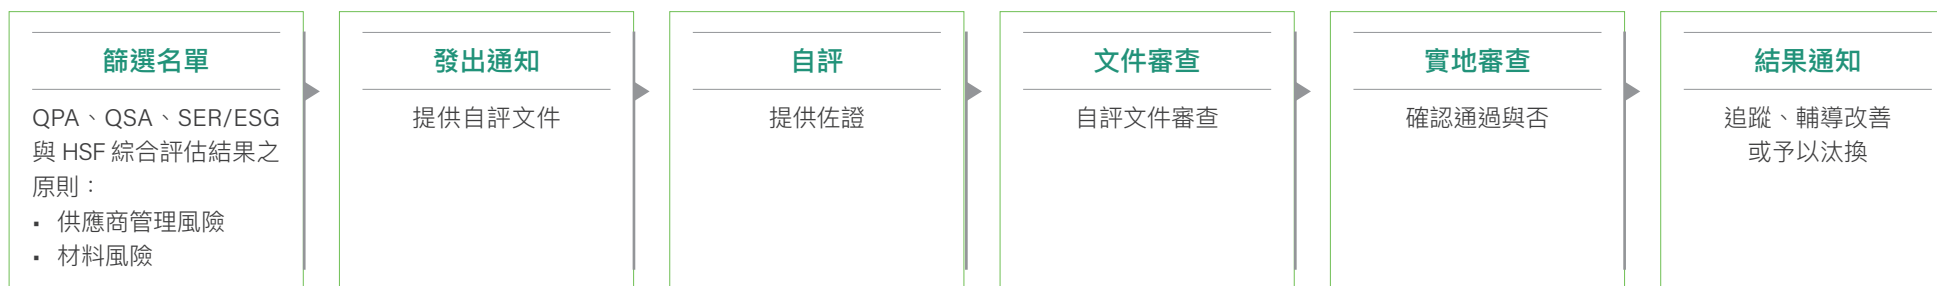 篩選名單
QPA、QSA、SER/ESG
與 HSF 綜合評估結果之
原則：
▪ 供應商管理風險
▪ 材料風險
發出通知
提供自評文件
自評
提供佐證
文件審查
自評文件審查
實地審查
確認通過與否
結果通知
追蹤、輔導改善
或予以汰換